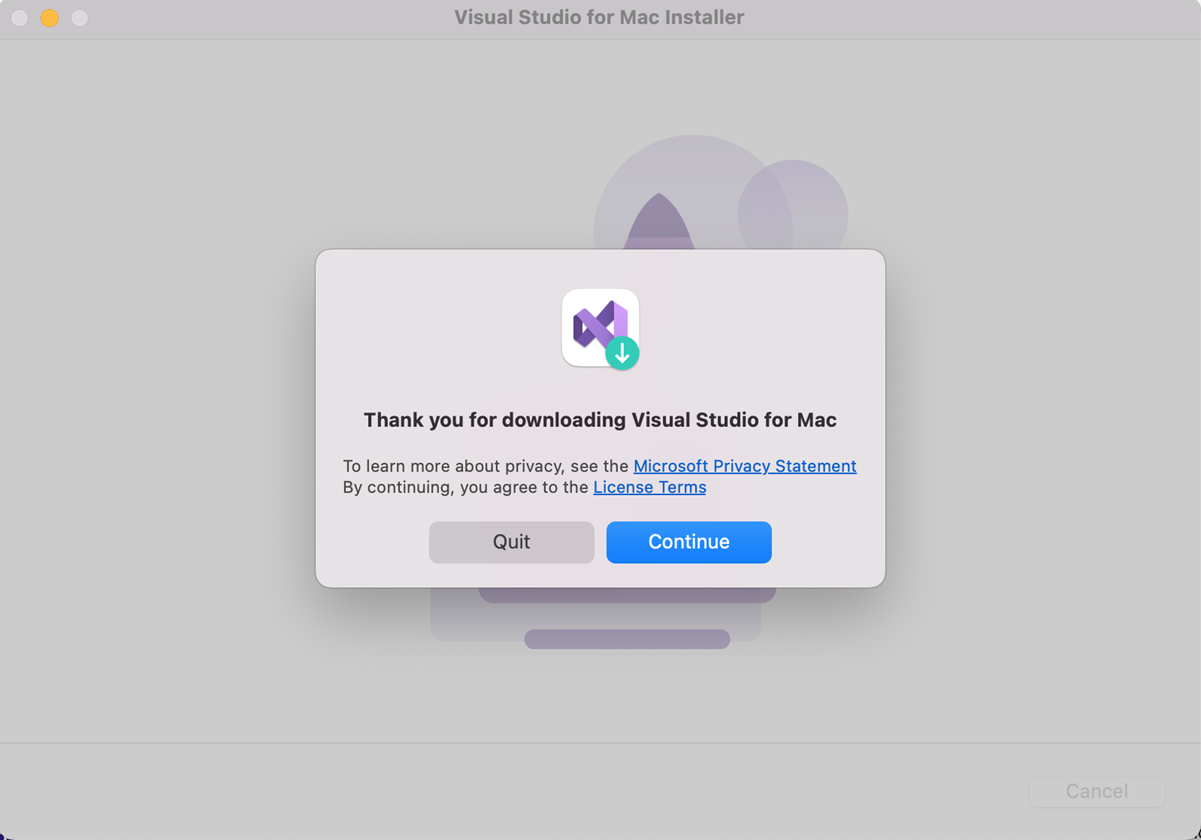 Visual Studio for Mac Installer
Thank you for downloading Visual Studio for Mac
To learn more about privacy, see the Microsoft Privacy Statement
By continuing, you agree to the License Terms
Quit
Continue
Cancel